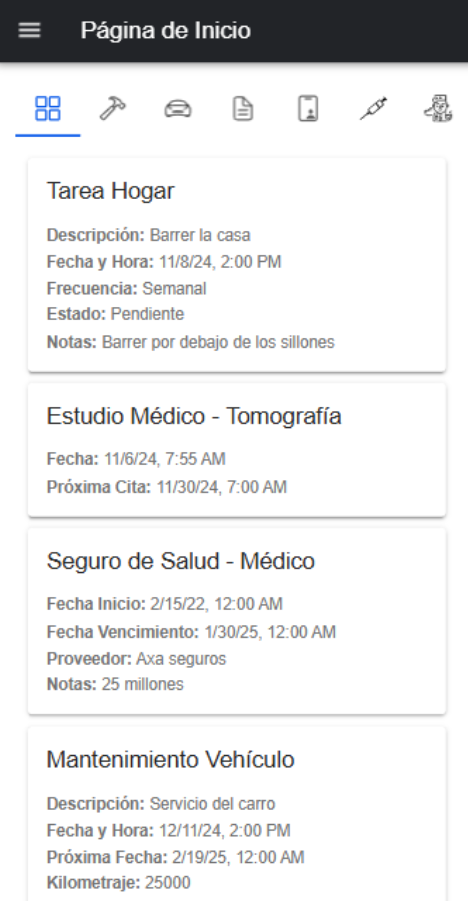 Página de Inicio
Tarea Hogar
Descripción: Barrer la casa
Fecha y Hora: 11/8/24, 2:00 PM
Frecuencia: Semanal
Estado: Pendiente
Notas: Barrer por debajo de los sillones
Estudio Médico - Tomografía
Fecha: 11/6/24, 7:55 AM
Próxima Cita: 11/30/24, 7:00 AM
Seguro de Salud - Médico
Fecha Inicio: 2/15/22, 12:00 AM
Fecha Vencimiento: 1/30/25, 12:00 AM
Proveedor: Axa seguros
Notas: 25 millones
Mantenimiento Vehículo
Descripción: Servicio del carro
Fecha y Hora: 12/11/24, 2:00 PM
Próxima Fecha: 2/19/25, 12:00 AM
Kilometraje: 25000